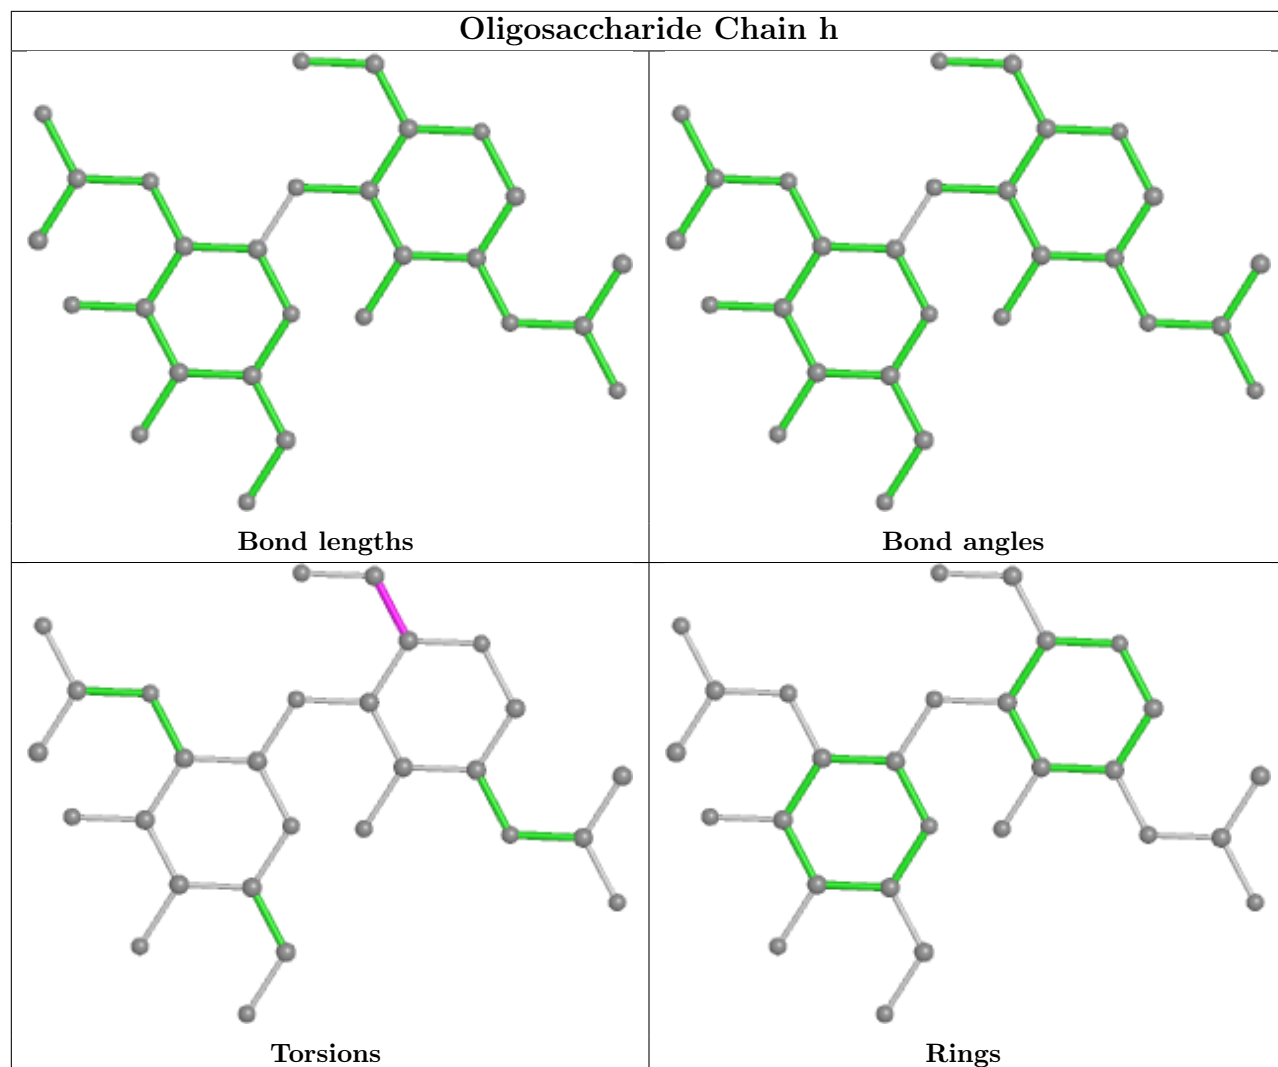 Oligosaccharide Chain h
Bond lengths
Bond angles
Torsions
Rings